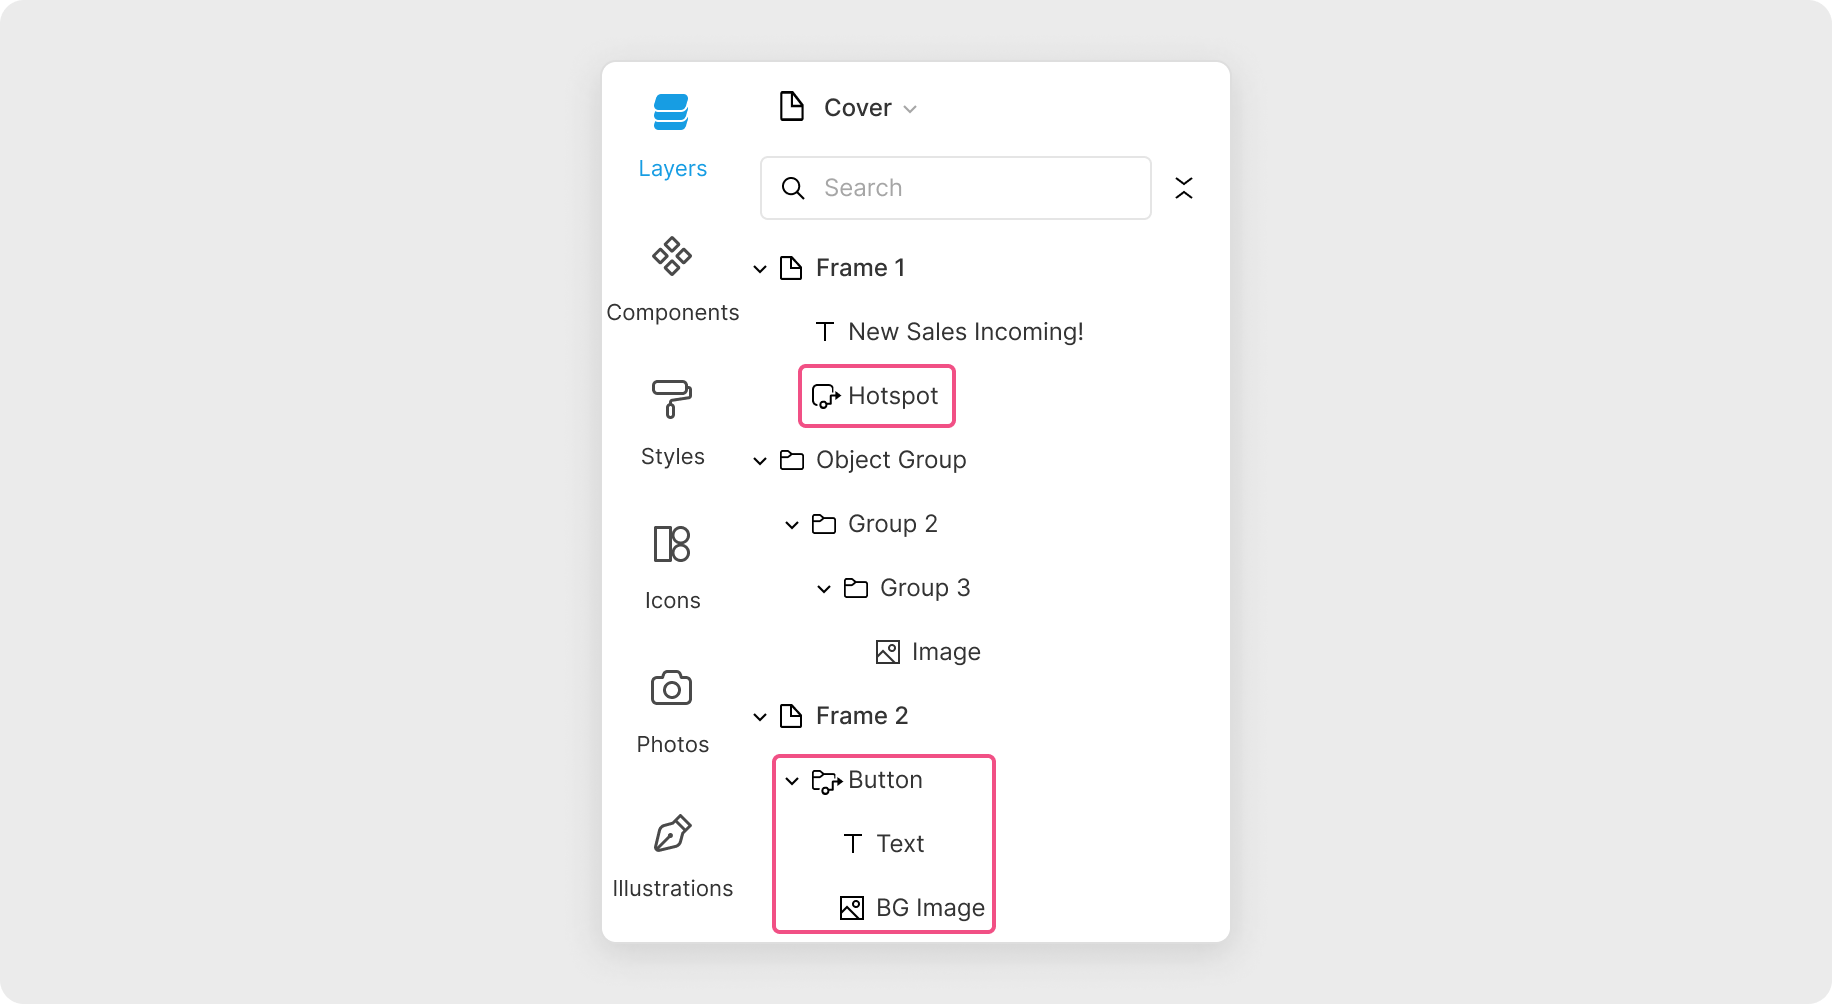 Layers
Components
Styles
Icons
Photos
Illustrations
Cover
Search
Frame 1
New Sales Incoming!
Hotspot
Object Group
Group 2
Group 3
Image
Frame 2
Button
Text
BG Image